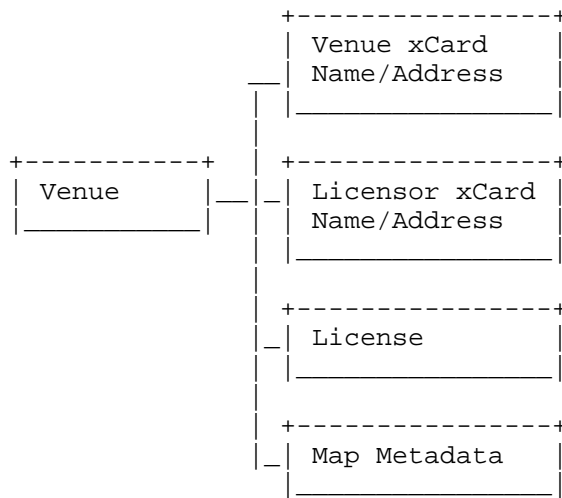 Venue xCard
Name/Address
Venue
Licensor xCard
Name/Address
License
Map Metadata